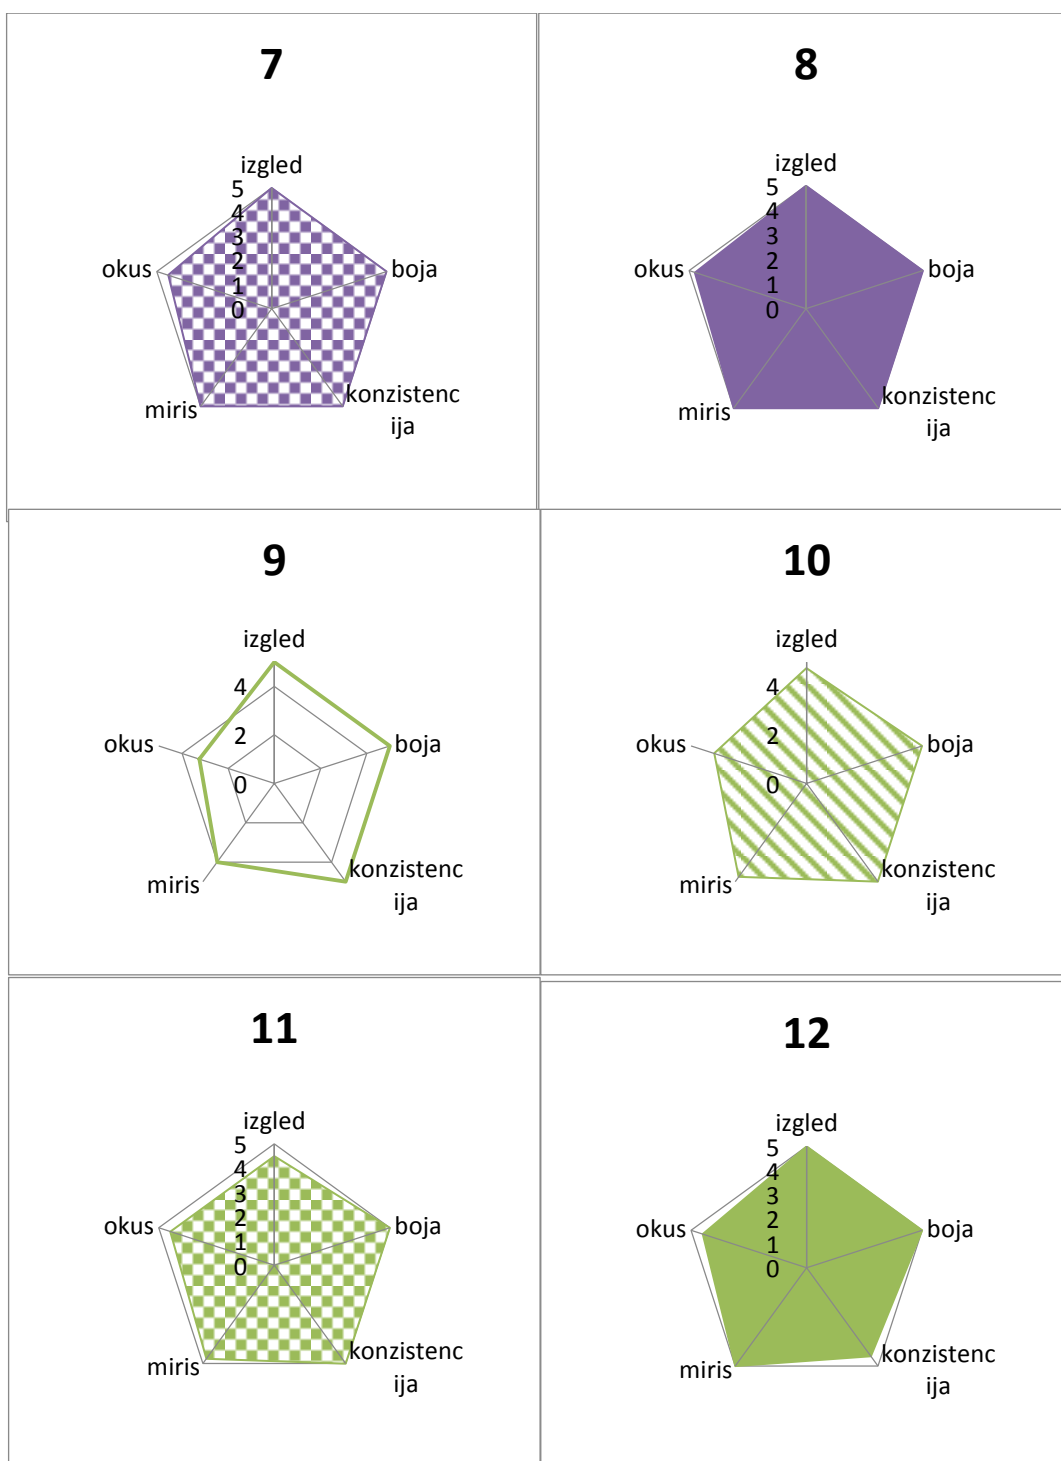 7
izgled
5
4
3
2
1
0
okus
boja
miris
konzistenc
ija
8
izgled
5
4
3
2
1
0
okus
boja
miris
konzistenc
ija
9
izgled
4
2
0
okus
boja
miris
konzistenc
ija
10
izgled
4
2
0
okus
boja
miris
konzistenc
ija
11
izgled
5
4
3
2
1
0
okus
boja
miris
konzistenc
ija
12
izgled
5
4
3
2
1
0
okus
boja
miris
konzistenc
ija